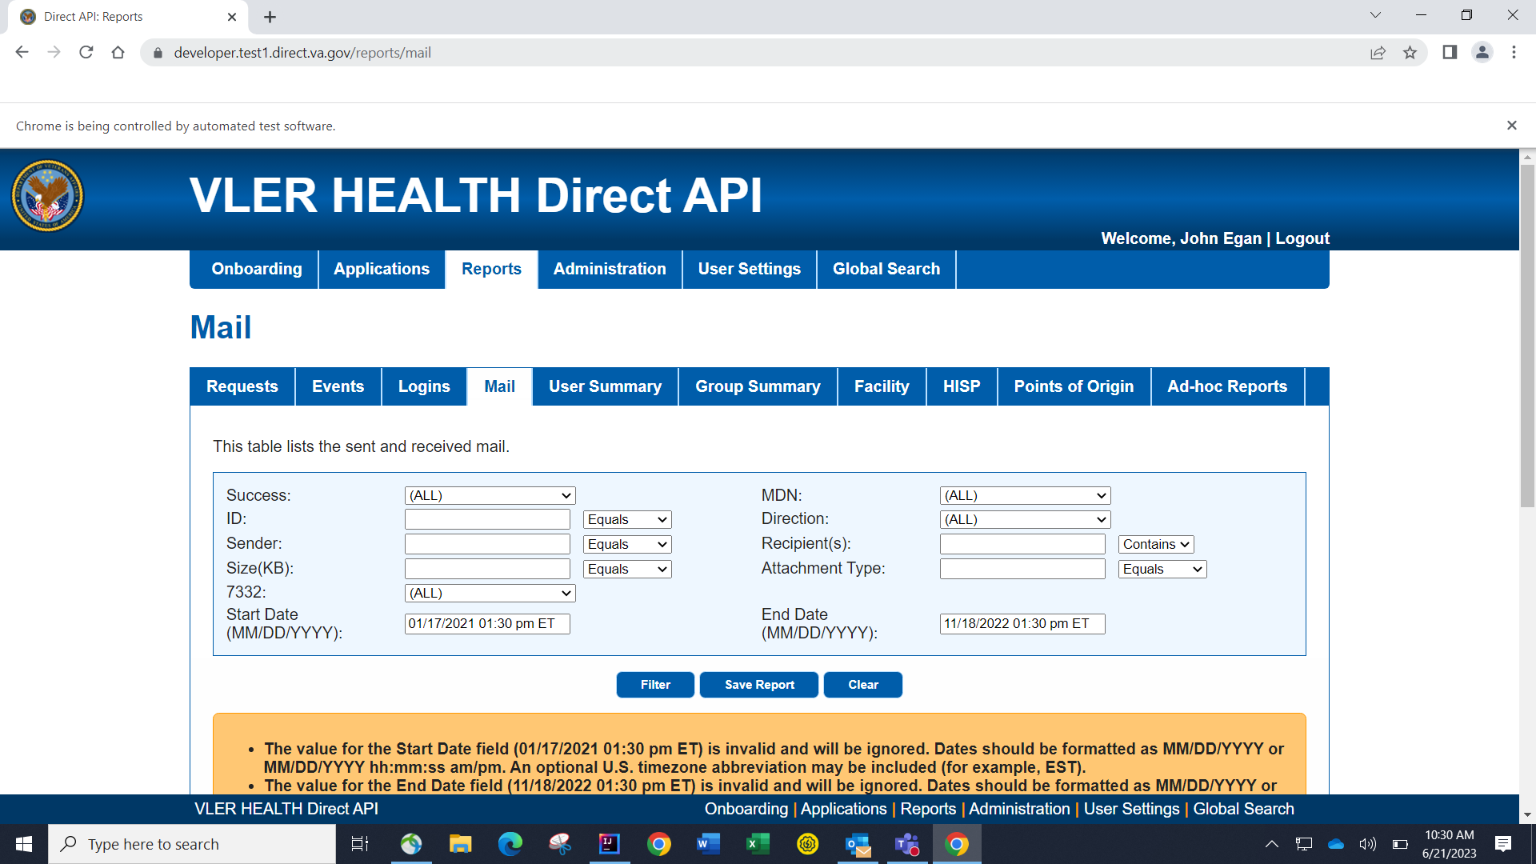 Direct API: Reports
developer.test1.direct.va.gov/reports/mail
Chrome is being controlled by automated test software.
VLER HEALTH Direct API
Welcome, John Egan | Logout
Onboarding Applications Reports Administration User Settings Global Search
Mail
Requests Events Logins Mail User Summary Group Summary Facility HISP Points of Origin Ad-hoc Reports
This table lists the sent and received mail.
Success: (ALL) MDN: (ALL)
ID: Equals Direction: (ALL)
Sender: Equals Recipient(s): Contains
Size(KB): Equals Attachment Type: Equals
7332: (ALL)
Start Date (MM/DD/YYYY): 01/17/2021 01:30 pm ET End Date (MM/DD/YYYY): 11/18/2022 01:30 pm ET
Filter Save Report Clear
• The value for the Start Date field (01/17/2021 01:30 pm ET) is invalid and will be ignored. Dates should be formatted as MM/DD/YYYY or
MM/DD/YYYY hh:mm:ss am/pm. An optional U.S. timezone abbreviation may be included (for example, EST).
• The value for the End Date field (11/18/2022 01:30 pm ET) is invalid and will be ignored. Dates should be formatted as MM/DD/YYYY or
VLER HEALTH Direct API Onboarding | Applications | Reports | Administration | User Settings | Global Search
Type here to search
10:30 AM
6/21/2023